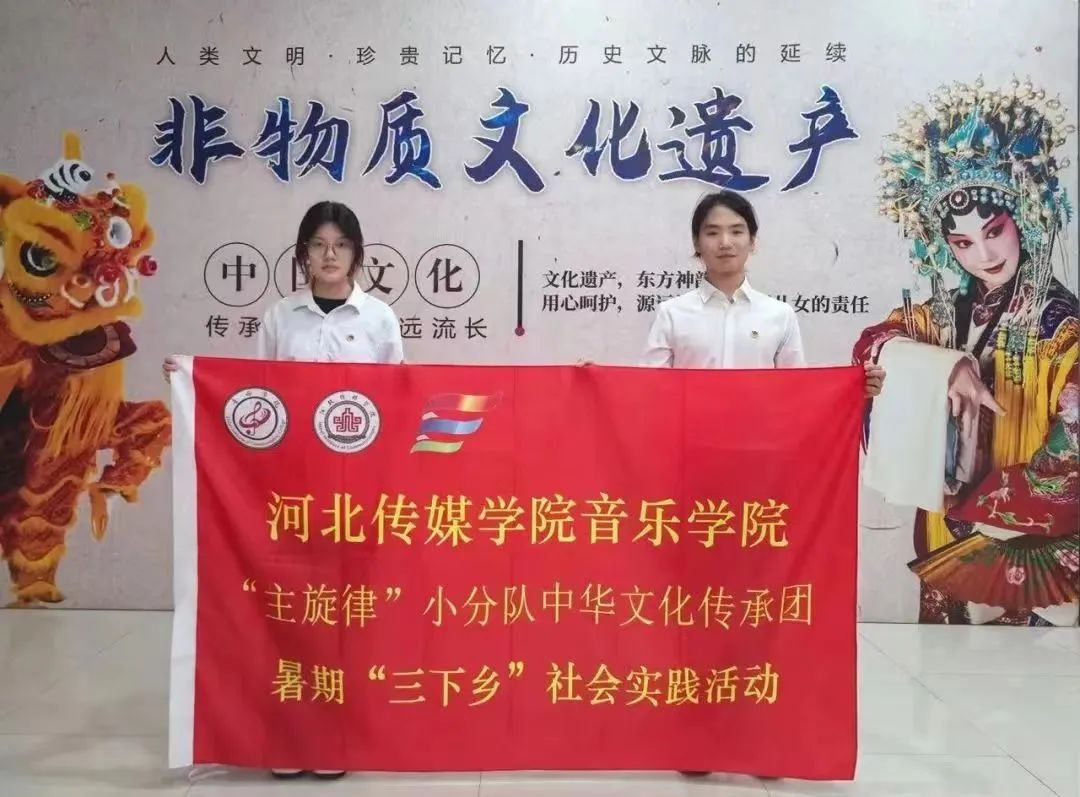 人类文明·珍贵记忆·历史文脉的延续
非物质文化遗产
中 文化
传承 远流长
文化遗产，东方神
用心呵护，源 女的责任
河北传媒学院音乐学院
“主旋律”小分队中华文化传承团
暑期“三下乡”社会实践活动